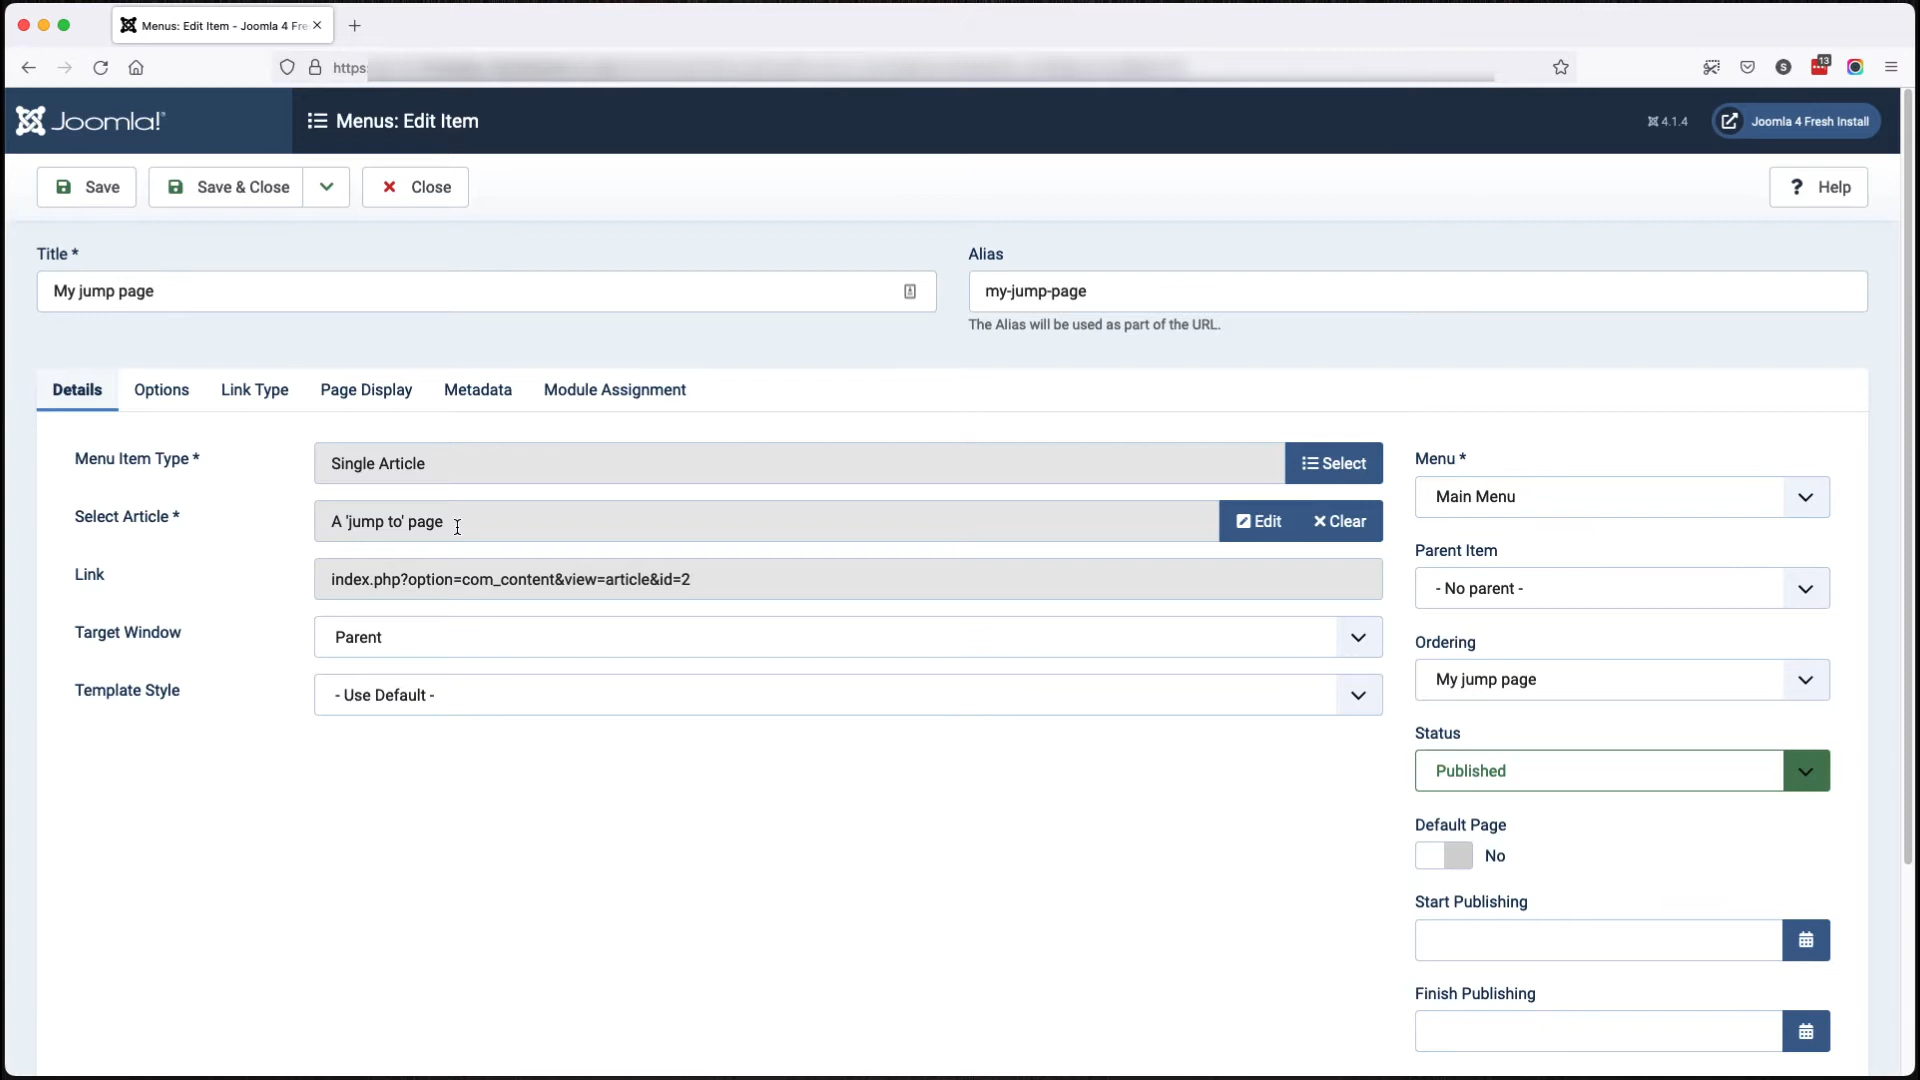 Menus: Edit Item - Joomla 4 Fre
https:
S
13
Joomla!
Menus: Edit Item
4.1.4
Joomla 4 Fresh Install
Save
Save & Close
Close
? Help
Title *
Alias
My jump page
my-jump-page
The Alias will be used as part of the URL.
Details
Options
Link Type
Page Display
Metadata
Module Assignment
Menu Item Type *
Single Article
Select
Select Article *
A 'jump to' page
Edit
Clear
Link
index.php?option=com_content&view=article&id=2
Target Window
Parent
Template Style
- Use Default -
Menu *
Main Menu
Parent Item
- No parent -
Ordering
My jump page
Status
Published
Default Page
No
Start Publishing
Finish Publishing